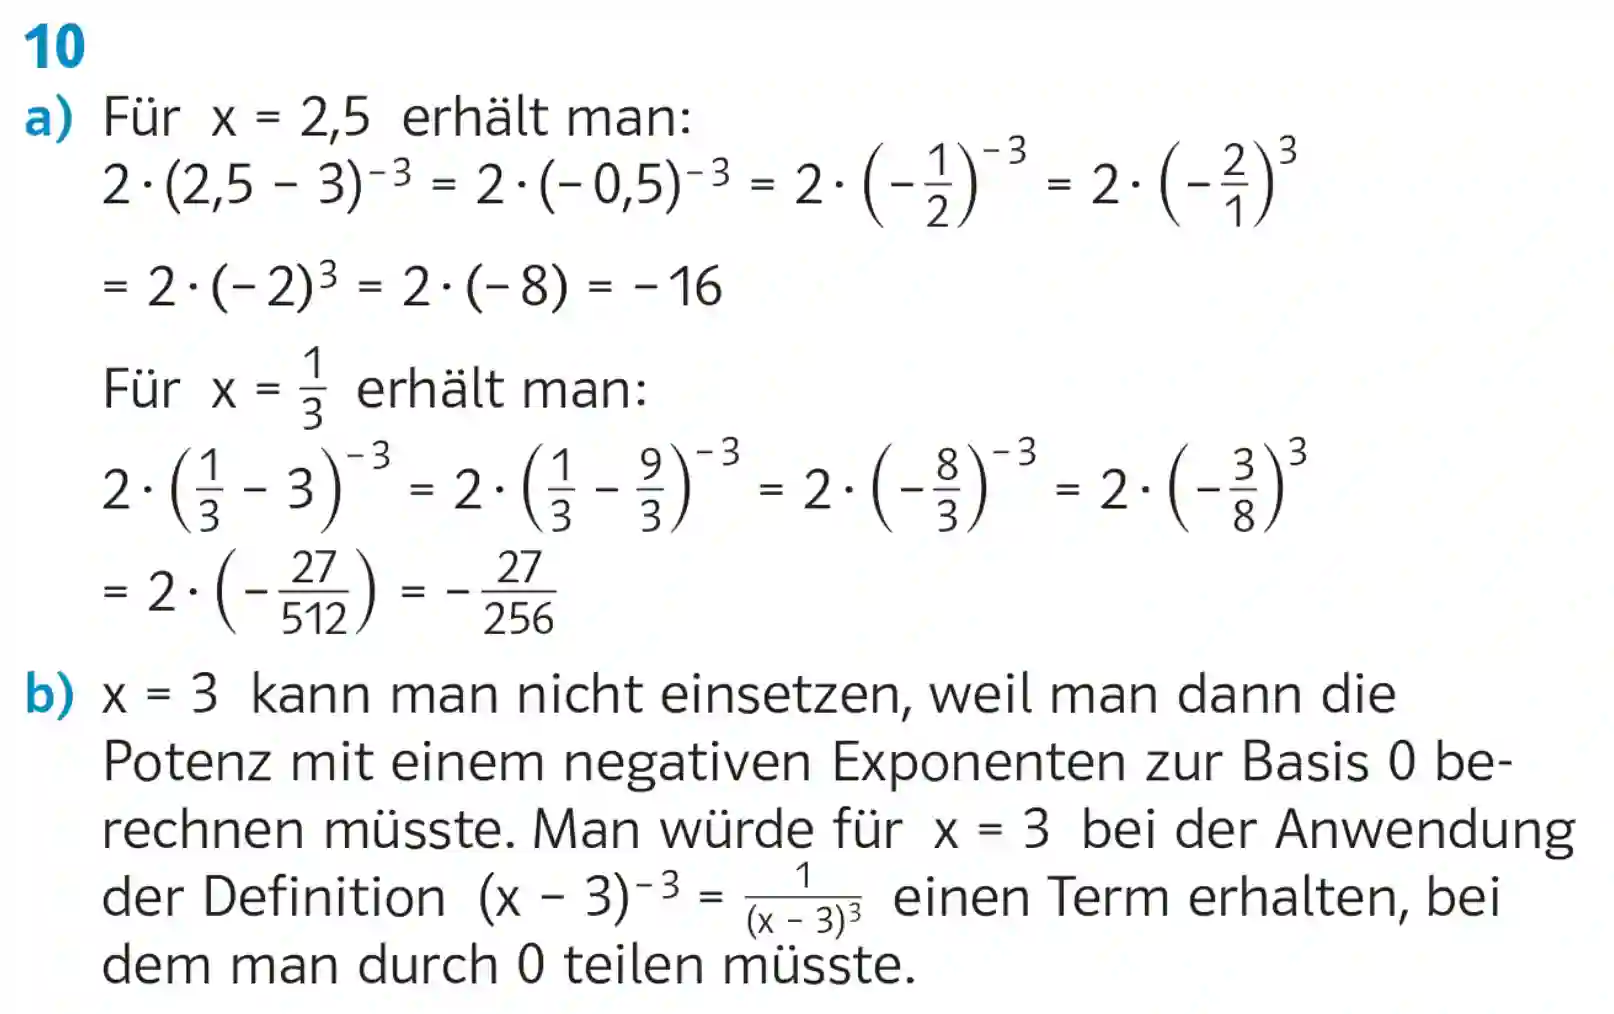 10
a) Für x = 2,5 erhält man:
2 · (2,5 − 3)⁻³ = 2 · (− 0,5)⁻³ = 2 · (−1/2)⁻³ = 2 · (−2/1)³
= 2 · (− 2)³ = 2 · (− 8) = − 16
Für x = 1/3 erhält man:
2 · (1/3 − 3)⁻³ = 2 · (1/3 − 9/3)⁻³ = 2 · (−8/3)⁻³ = 2 · (−3/8)³
= 2 · (−27/512) = −27/256
b) x = 3 kann man nicht einsetzen, weil man dann die
Potenz mit einem negativen Exponenten zur Basis 0 be-
rechnen müsste. Man würde für x = 3 bei der Anwendung
der Definition (x − 3)⁻³ = 1/(x − 3)³ einen Term erhalten, bei
dem man durch 0 teilen müsste.